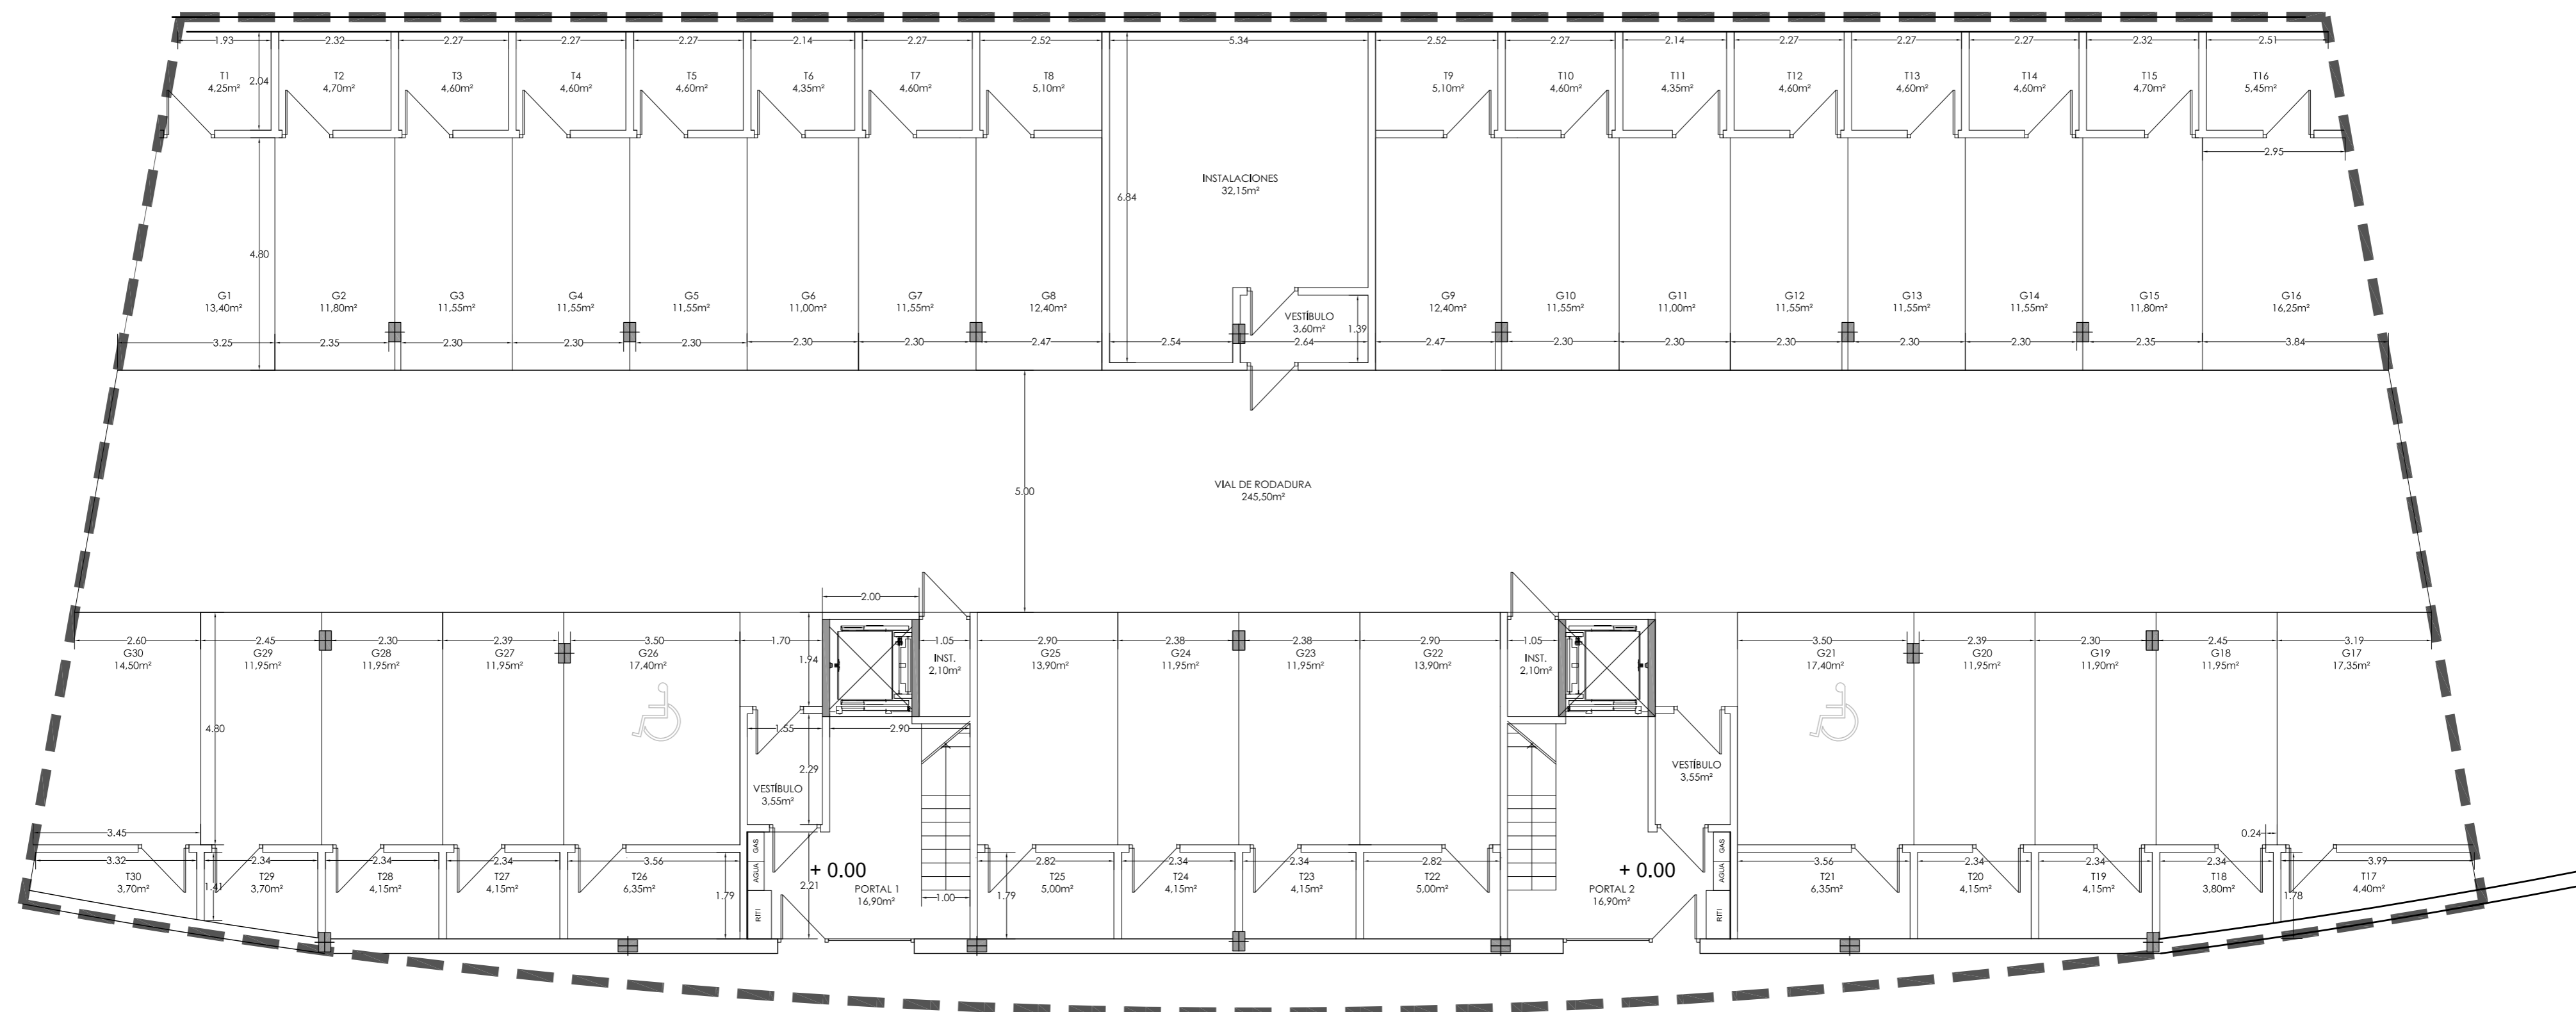 1.93 2.32 2.27 2.27 2.27 2.14 2.27 2.52 5.34 2.52 2.27 2.14 2.27 2.27 2.27 2.32 2.51
T1 T2 T3 T4 T5 T6 T7 T8 T9 T10 T11 T12 T13 T14 T15 T16
4,25m² 2.04 4,70m² 4,60m² 4,60m² 4,60m² 4,35m² 4,60m² 5,10m² 5,10m² 4,60m² 4,35m² 4,60m² 4,60m² 4,60m² 4,70m² 5,45m²
2.95
INSTALACIONES
32,15m²
6.84
4.80
G1 G2 G3 G4 G5 G6 G7 G8 G9 G10 G11 G12 G13 G14 G15 G16
13,40m² 11,80m² 11,55m² 11,55m² 11,55m² 11,00m² 11,55m² 12,40m² 12,40m² 11,55m² 11,00m² 11,55m² 11,55m² 11,55m² 11,80m² 16,25m²
VESTÍBULO
3,60m² 1.39
3.25 2.35 2.30 2.30 2.30 2.30 2.30 2.47 2.54 2.64 2.47 2.30 2.30 2.30 2.30 2.30 2.35 3.84
VIAL DE RODADURA
5.00
245,50m²
2.00
2.60 2.45 2.30 2.39 3.50 1.70 1.05 2.90 2.38 2.38 2.90 1.05 3.50 2.39 2.30 2.45 3.19
G30 G29 G28 G27 G26 1.94 INST. G25 G24 G23 G22 INST. G21 G20 G19 G18 G17
14,50m² 11,95m² 11,95m² 11,95m² 17,40m² 2,10m² 13,90m² 11,95m² 11,95m² 13,90m² 2,10m² 17,40m² 11,95m² 11,90m² 11,95m² 17,35m²
4.80 1.55 2.90
2.29
VESTÍBULO
3,55m²
VESTÍBULO
3,55m²
3.45 0.24
GAS GAS
3.32 2.34 2.34 2.34 3.56 2.82 2.34 2.34 2.82 3.56 2.34 2.34 2.34 3.99
AGUA + 0.00 + 0.00 AGUA
T30 T29 T28 T27 T26 T25 T24 T23 T22 T21 T20 T19 T18 T17
3,70m² 1.41 3,70m² 4,15m² 4,15m² 6,35m² 2.21 PORTAL 1 5,00m² 4,15m² 4,15m² 5,00m² PORTAL 2 6,35m² 4,15m² 4,15m² 3,80m² 4,40m²
1.79 16,90m² 1.00 1.79 16,90m² 1.78
RITI RITI